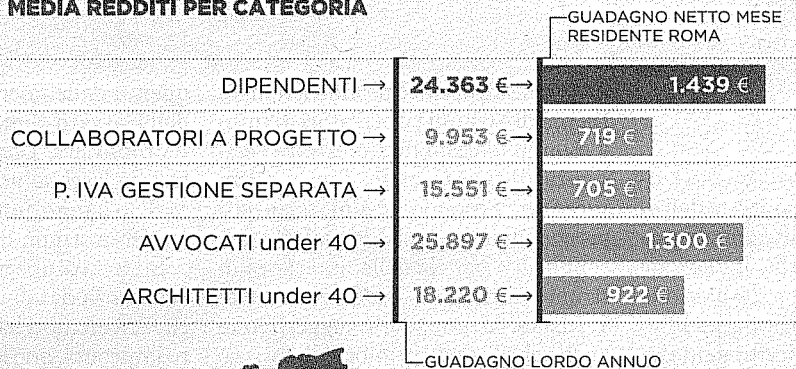 MEDIA REDDITI PER CATEGORIA
GUADAGNO NETTO MESE
RESIDENTE ROMA
DIPENDENTI → 24.363 € → 1.439 €
COLLABORATORI A PROGETTO → 9.953 € → 719 €
P. IVA GESTIONE SEPARATA → 15.551 € → 705 €
AVVOCATI under 40 → 25.897 € → 1.300 €
ARCHITETTI under 40 → 18.220 € → 922 €
GUADAGNO LORDO ANNUO